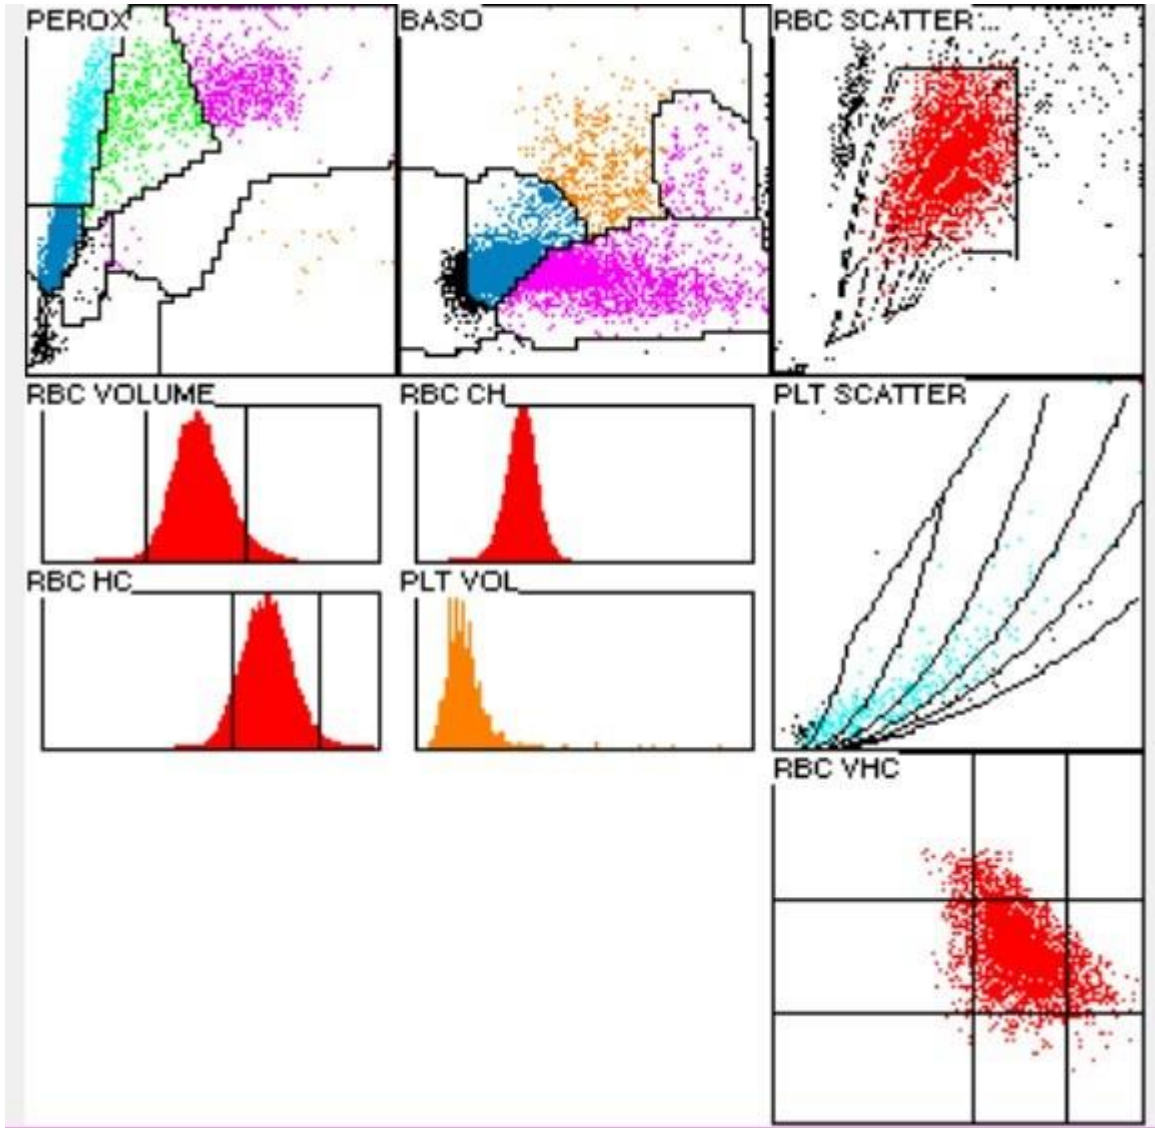 PEROX
BASO
RBC SCATTER ...
RBC VOLUME
RBC CH
PLT SCATTER
RBC HC
PLT VOL
RBC VHC